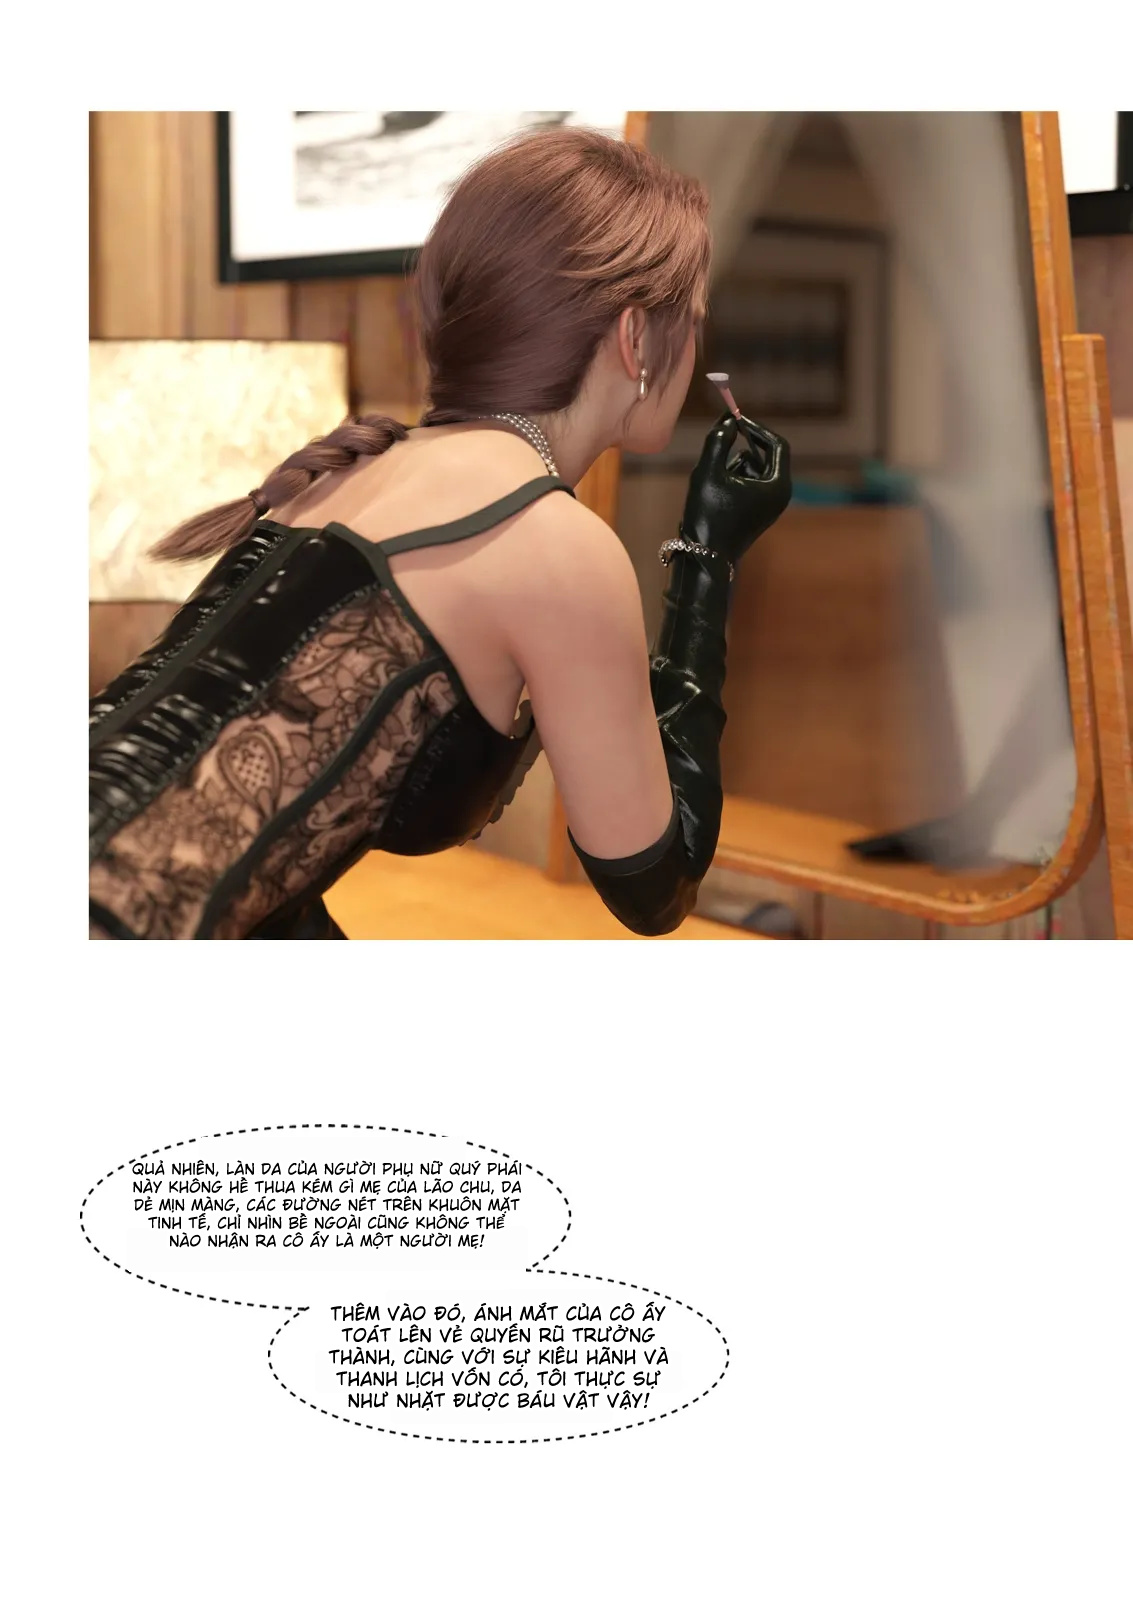 QUẢ NHIÊN, LÀN DA CỦA NGƯỜI PHỤ NỮ QUÝ PHÁI
NÀY KHÔNG HỀ THUA KÉM GÌ MẸ CỦA LÃO CHU, DA
DẺ MỊN MÀNG, CÁC ĐƯỜNG NÉT TRÊN KHUÔN MẶT
TINH TẾ, CHỈ NHÌN BỀ NGOÀI CŨNG KHÔNG THỂ
NÀO NHẬN RA CÔ ẤY LÀ MỘT NGƯỜI MẸ!
THÊM VÀO ĐÓ, ÁNH MẮT CỦA CÔ ẤY
TOÁT LÊN VẺ QUYẾN RŨ TRƯỞNG
THÀNH, CÙNG VỚI SỰ KIÊU HÃNH VÀ
THANH LỊCH VỐN CÓ, TÔI THỰC SỰ
NHƯ NHẶT ĐƯỢC BÁU VẬT VẬY!